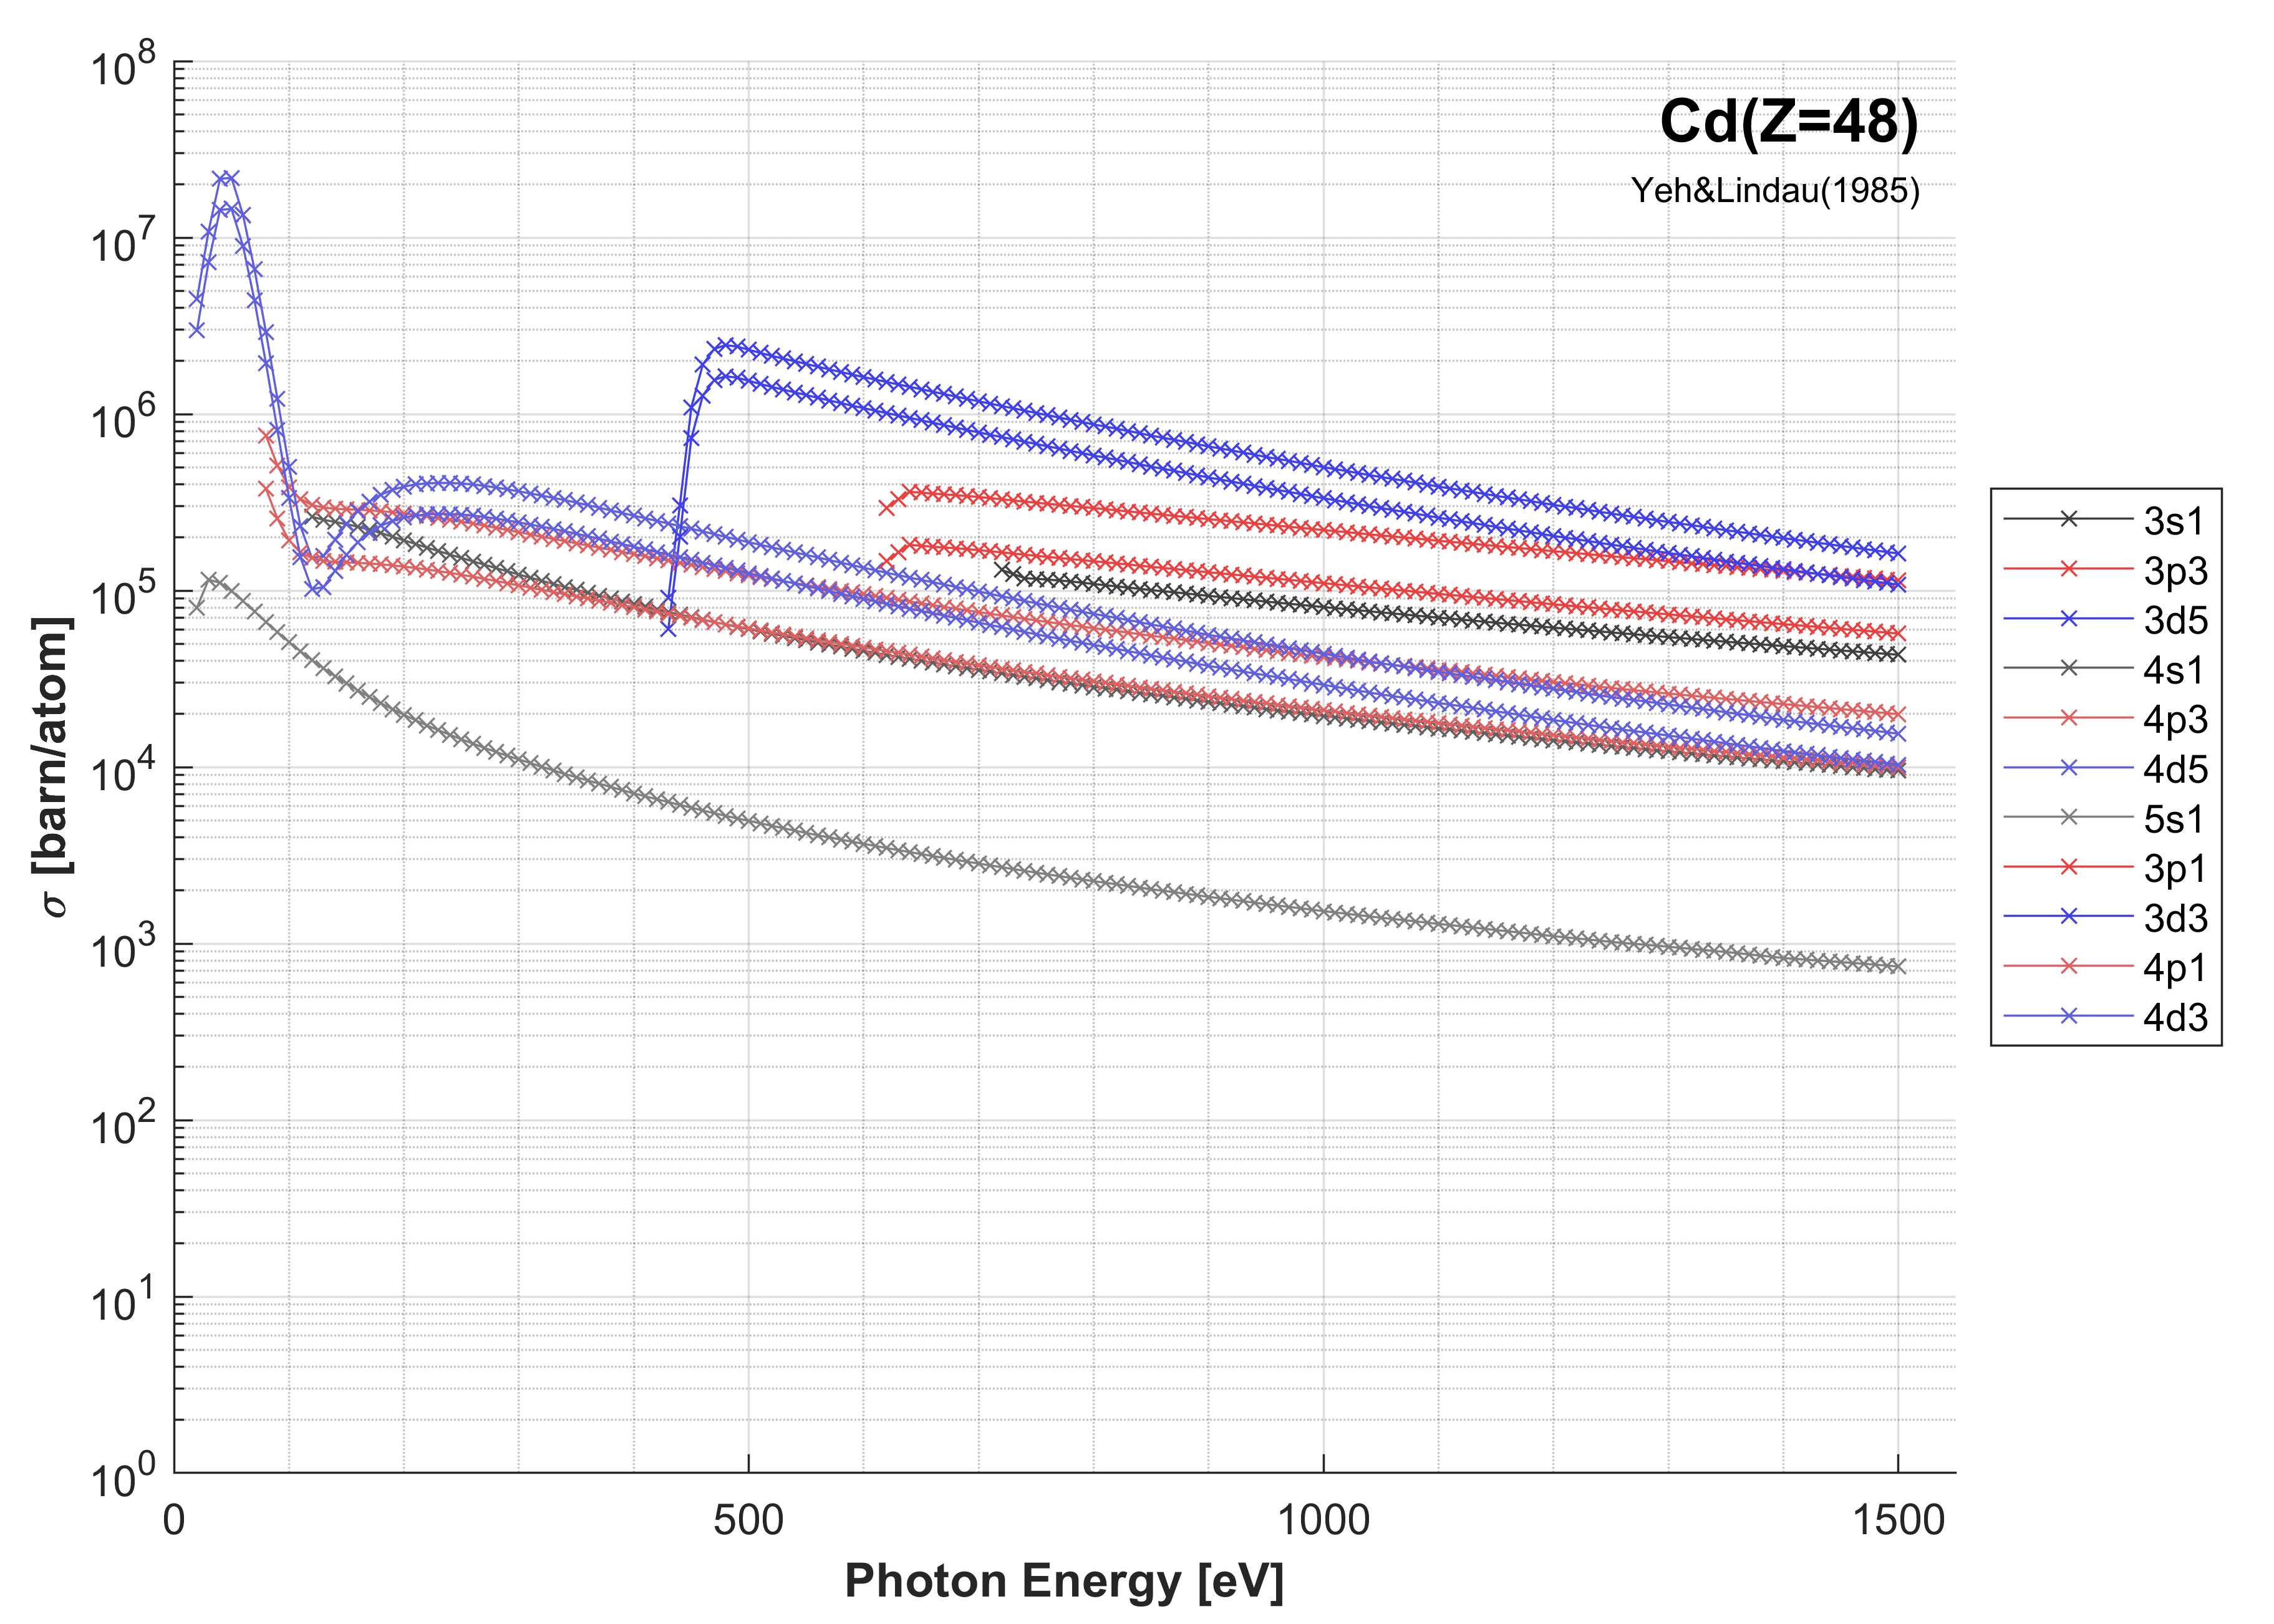 Cd(Z=48)
Yeh&Lindau(1985)
σ [barn/atom]
10^8
10^7
10^6
10^5
10^4
10^3
10^2
10^1
10^0
0 500 1000 1500
Photon Energy [eV]
3s1
3p3
3d5
4s1
4p3
4d5
5s1
3p1
3d3
4p1
4d3